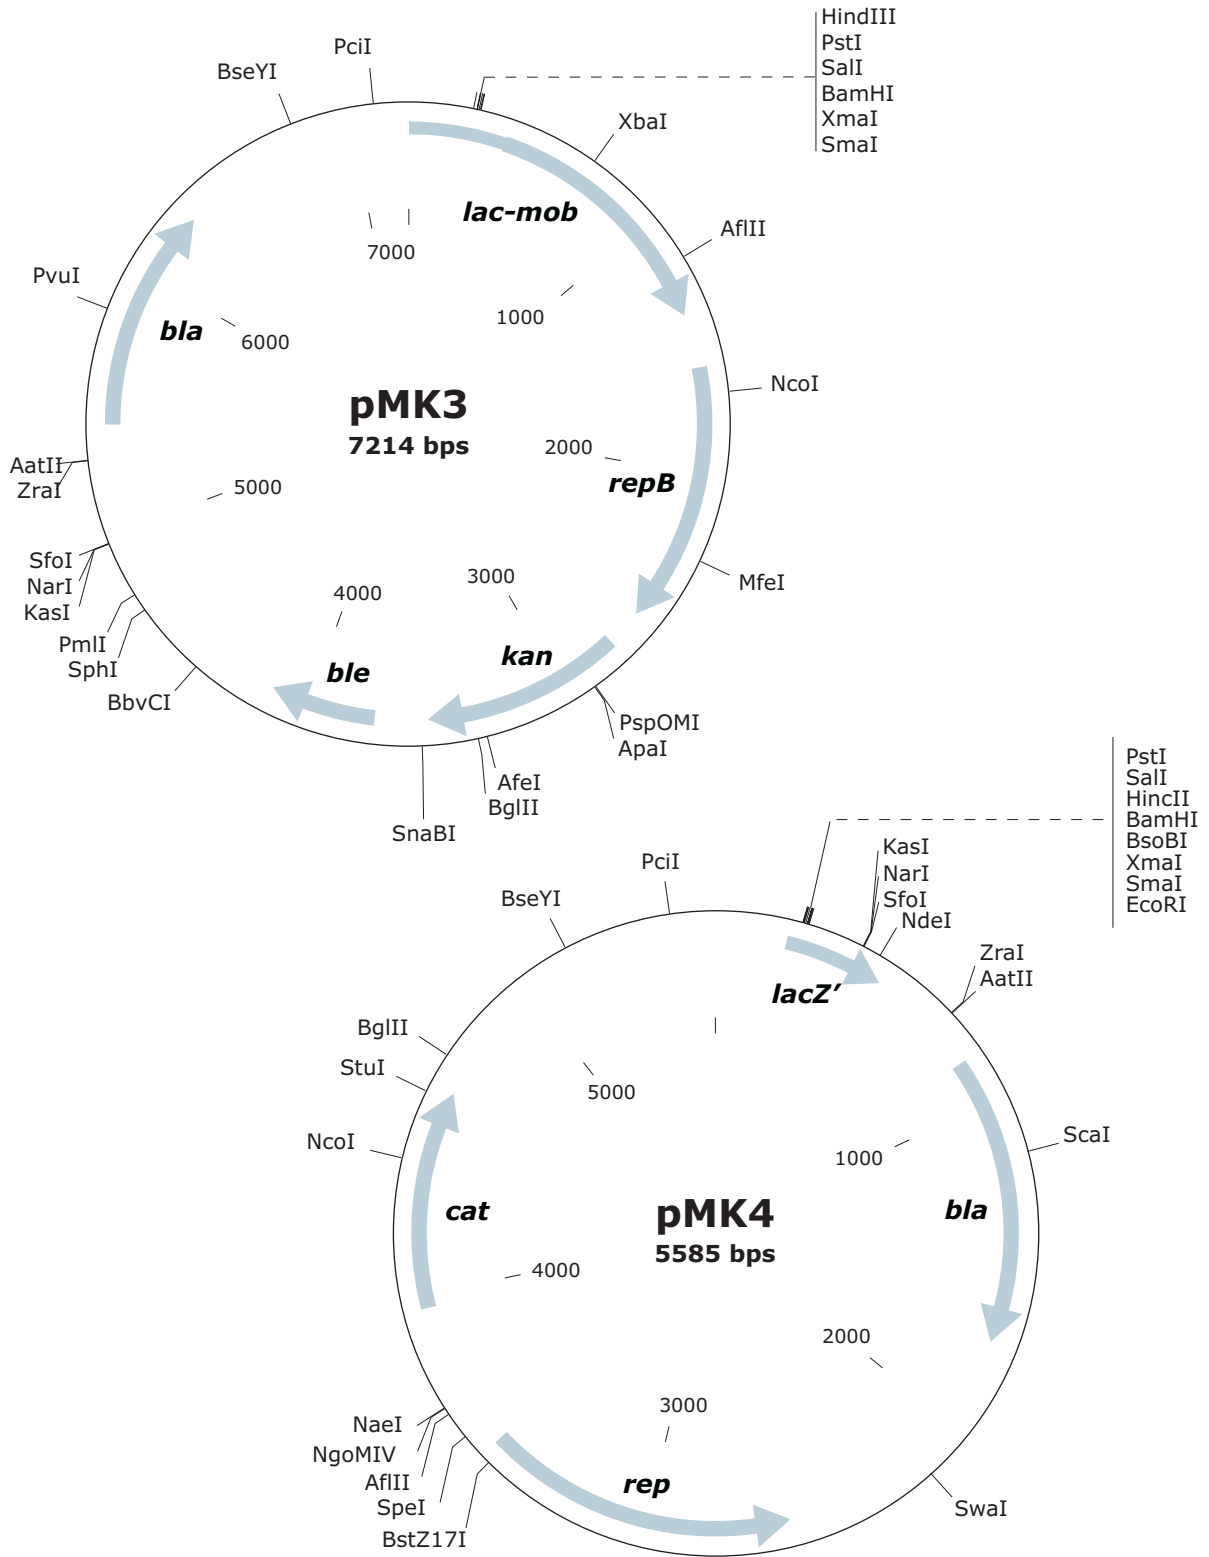 HindIII
PstI
SalI
BamHI
XmaI
SmaI
PciI
BseYI
XbaI
lac-mob
AflII
7000
PvuI
1000
bla
6000
NcoI
pMK3
7214 bps
2000
AatII
ZraI
5000
repB
SfoI
NarI
KasI
3000
MfeI
4000
PmlI
SphI
kan
ble
BbvCI
PspOMI
ApaI
AfeI
BglII
SnaBI
PstI
SalI
HincII
BamHI
BsoBI
XmaI
SmaI
EcoRI
KasI
NarI
SfoI
NdeI
PciI
BseYI
ZraI
AatII
lacZ’
BglII
StuI
5000
NcoI
ScaI
1000
cat
pMK4
5585 bps
bla
4000
2000
3000
NaeI
NgoMIV
AflII
SpeI
BstZ17I
rep
SwaI